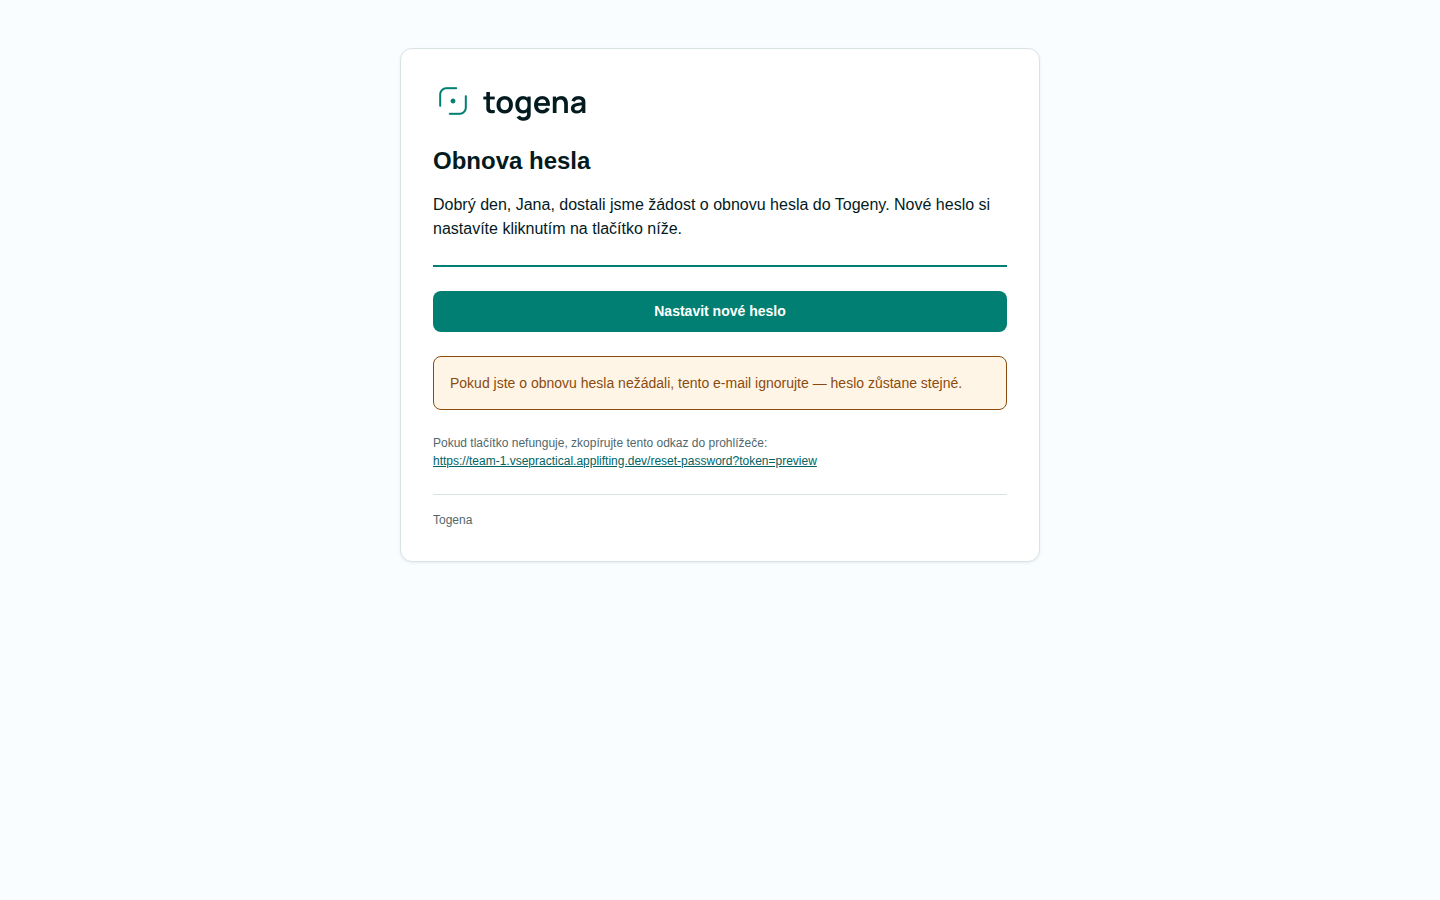 togena
Obnova hesla
Dobrý den, Jana, dostali jsme žádost o obnovu hesla do Togeny. Nové heslo si
nastavíte kliknutím na tlačítko níže.
Nastavit nové heslo
Pokud jste o obnovu hesla nežádali, tento e-mail ignorujte — heslo zůstane stejné.
Pokud tlačítko nefunguje, zkopírujte tento odkaz do prohlížeče:
https://team-1.vsepractical.applifting.dev/reset-password?token=preview
Togena